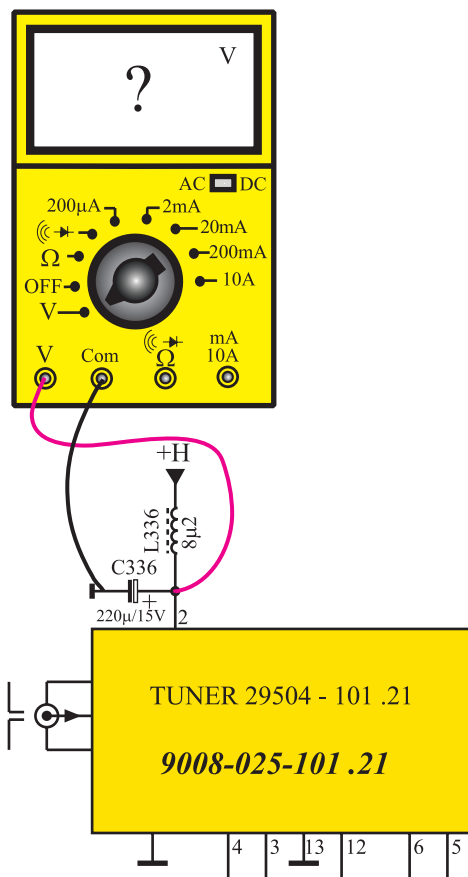 V
?
AC DC
200µA 2mA
20mA
Ω 200mA
OFF 10A
V
V Com Ω mA
10A
+H
L336
8µ2
C336
+
220µ/15V 2
TUNER 29504 - 101 .21
9008-025-101 .21
4 3 13 12 6 5